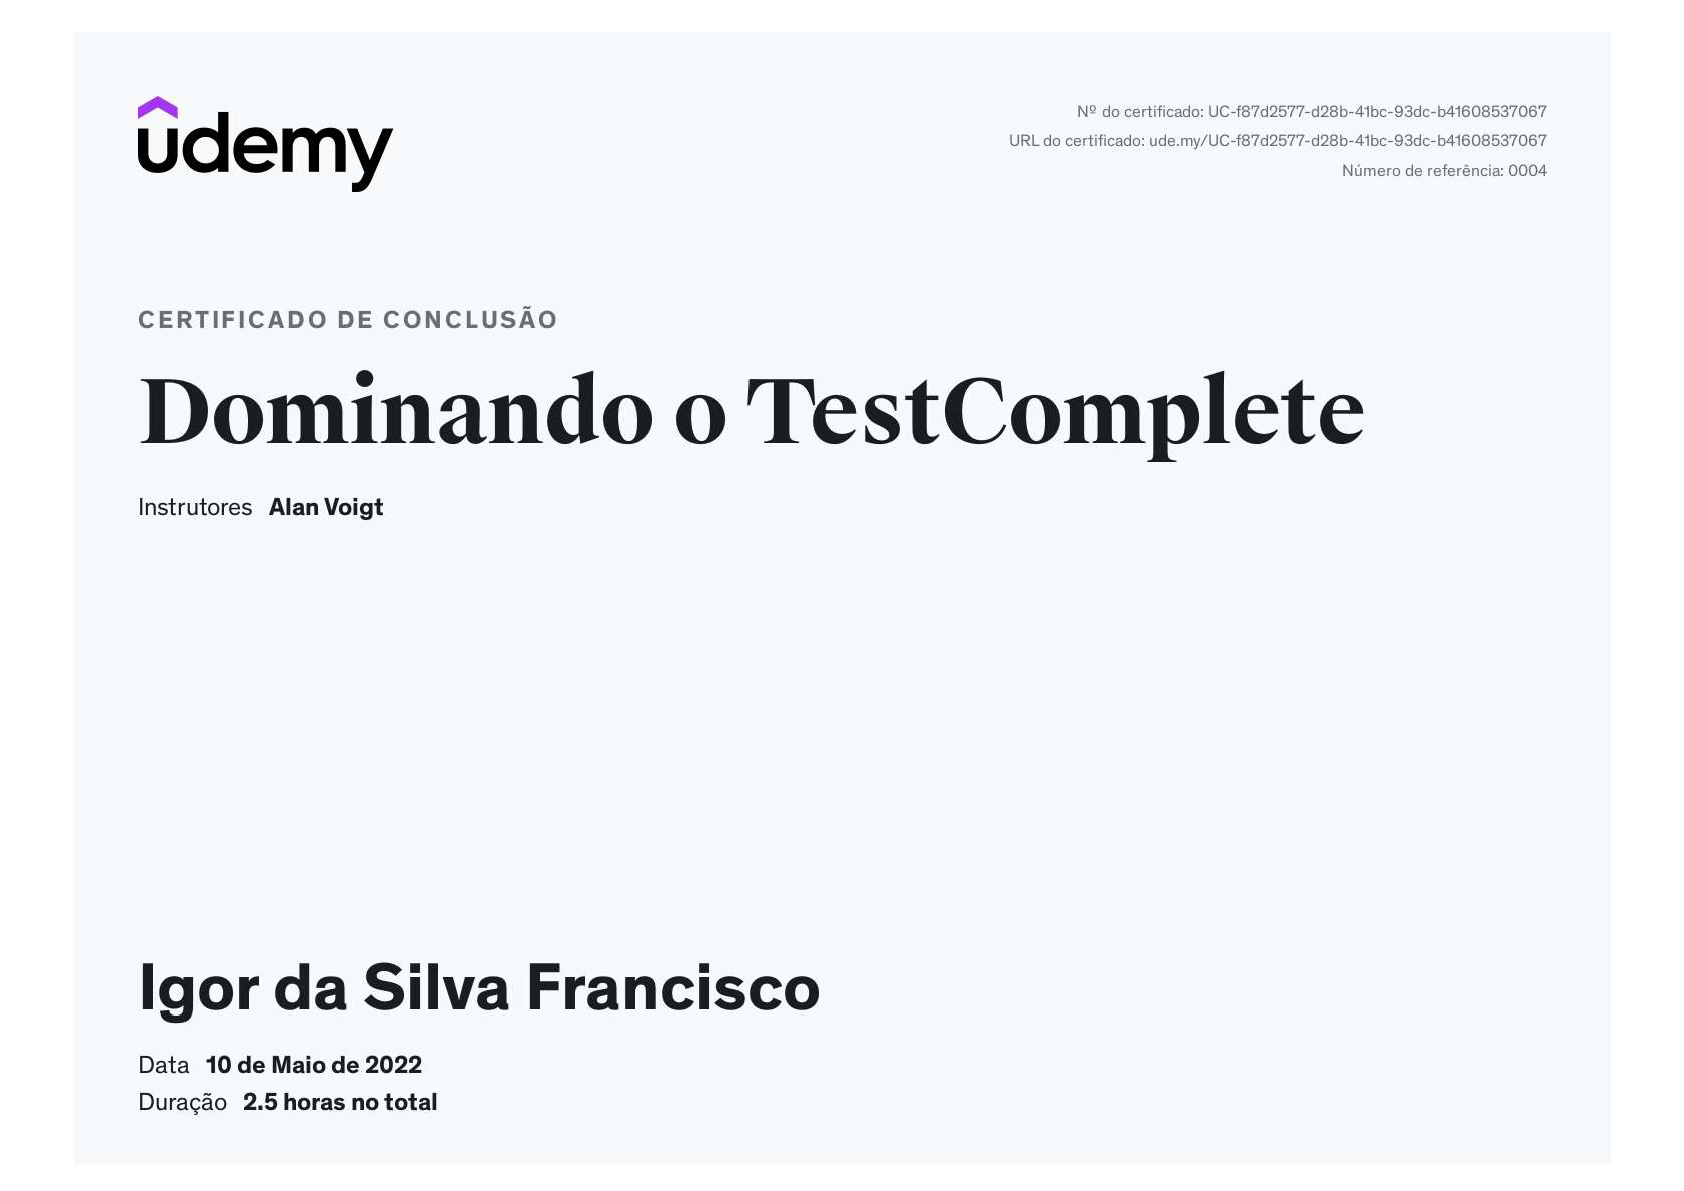 udemy
Nº do certificado: UC-f87d2577-d28b-41bc-93dc-b41608537067
URL do certificado: ude.my/UC-f87d2577-d28b-41bc-93dc-b41608537067
Número de referência: 0004
CERTIFICADO DE CONCLUSÃO
Dominando o TestComplete
Instrutores Alan Voigt
Igor da Silva Francisco
Data 10 de Maio de 2022
Duração 2.5 horas no total